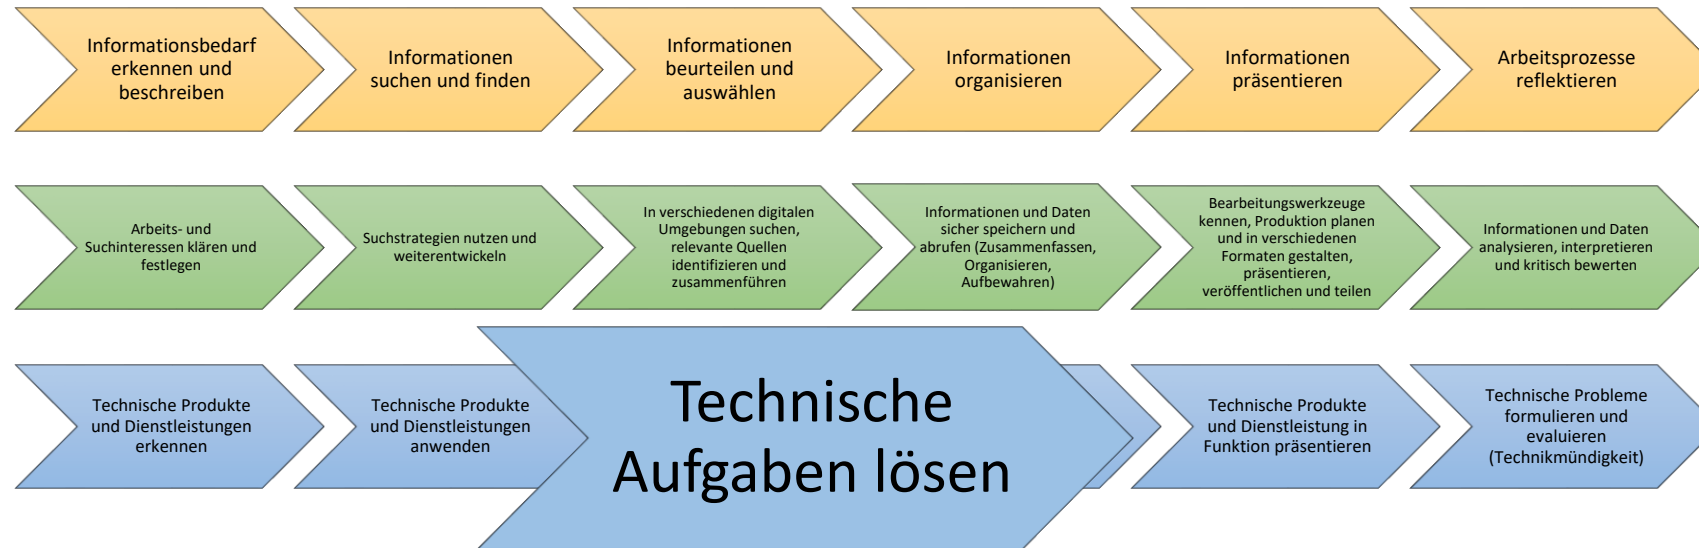 Informationsbedarf
erkennen und
beschreiben
Informationen
suchen und finden
Informationen
beurteilen und
auswählen
Informationen
organisieren
Informationen
präsentieren
Arbeitsprozesse
reflektieren
Arbeits- und
Suchinteressen klären und
festlegen
Suchstrategien nutzen und
weiterentwickeln
In verschiedenen digitalen
Umgebungen suchen,
relevante Quellen
identifizieren und
zusammenführen
Informationen und Daten
sicher speichern und
abrufen (Zusammenfassen,
Organisieren,
Aufbewahren)
Bearbeitungswerkzeuge
kennen, Produktion planen
und in verschiedenen
Formaten gestalten,
präsentieren,
veröffentlichen und teilen
Informationen und Daten
analysieren, interpretieren
und kritisch bewerten
Technische Produkte
und Dienstleistungen
erkennen
Technische Produkte
und Dienstleistungen
anwenden
Technische
Aufgaben lösen
Technische Produkte
und Dienstleistung in
Funktion präsentieren
Technische Probleme
formulieren und
evaluieren
(Technikmündigkeit)